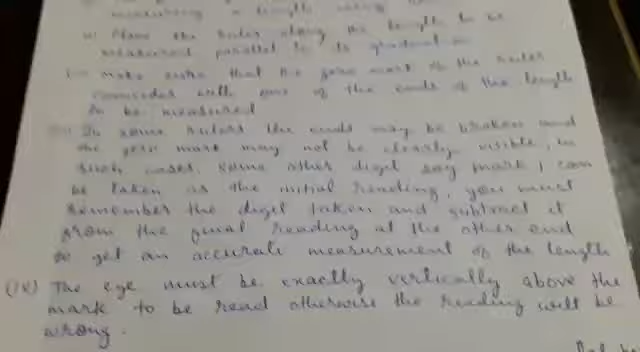 measuring a length using
(i) Place the ruler along the length to be
measured parallel to its graduation
make sure that the zero mark of the ruler
coincides with one of the ends of the length
to be measured
In some rulers the ends may be broken and
the zero mark may not be clearly visible, in
such cases, some other digit say mark 1 can
be taken as the initial reading, you must
remember the digit taken and subtract it
from the final reading at the other end
to get an accurate measurement of the length
(iv) The eye must be exactly vertically above the
mark to be read otherwise the reading will be
wrong.